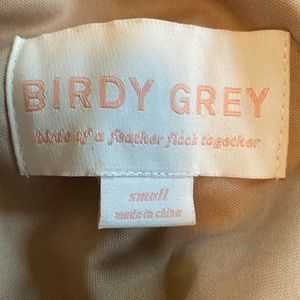 BIRDY GREY
birds of a feather flock together
small
made in china